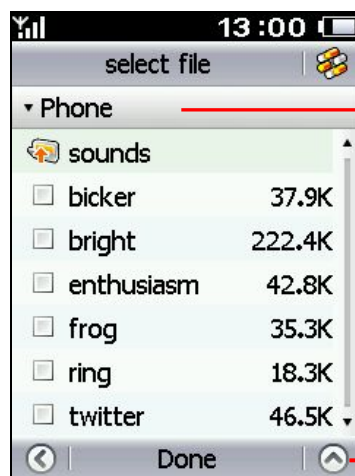 13:00
select file
Phone
sounds
bicker 37.9K
bright 222.4K
enthusiasm 42.8K
frog 35.3K
ring 18.3K
twitter 46.5K
Done